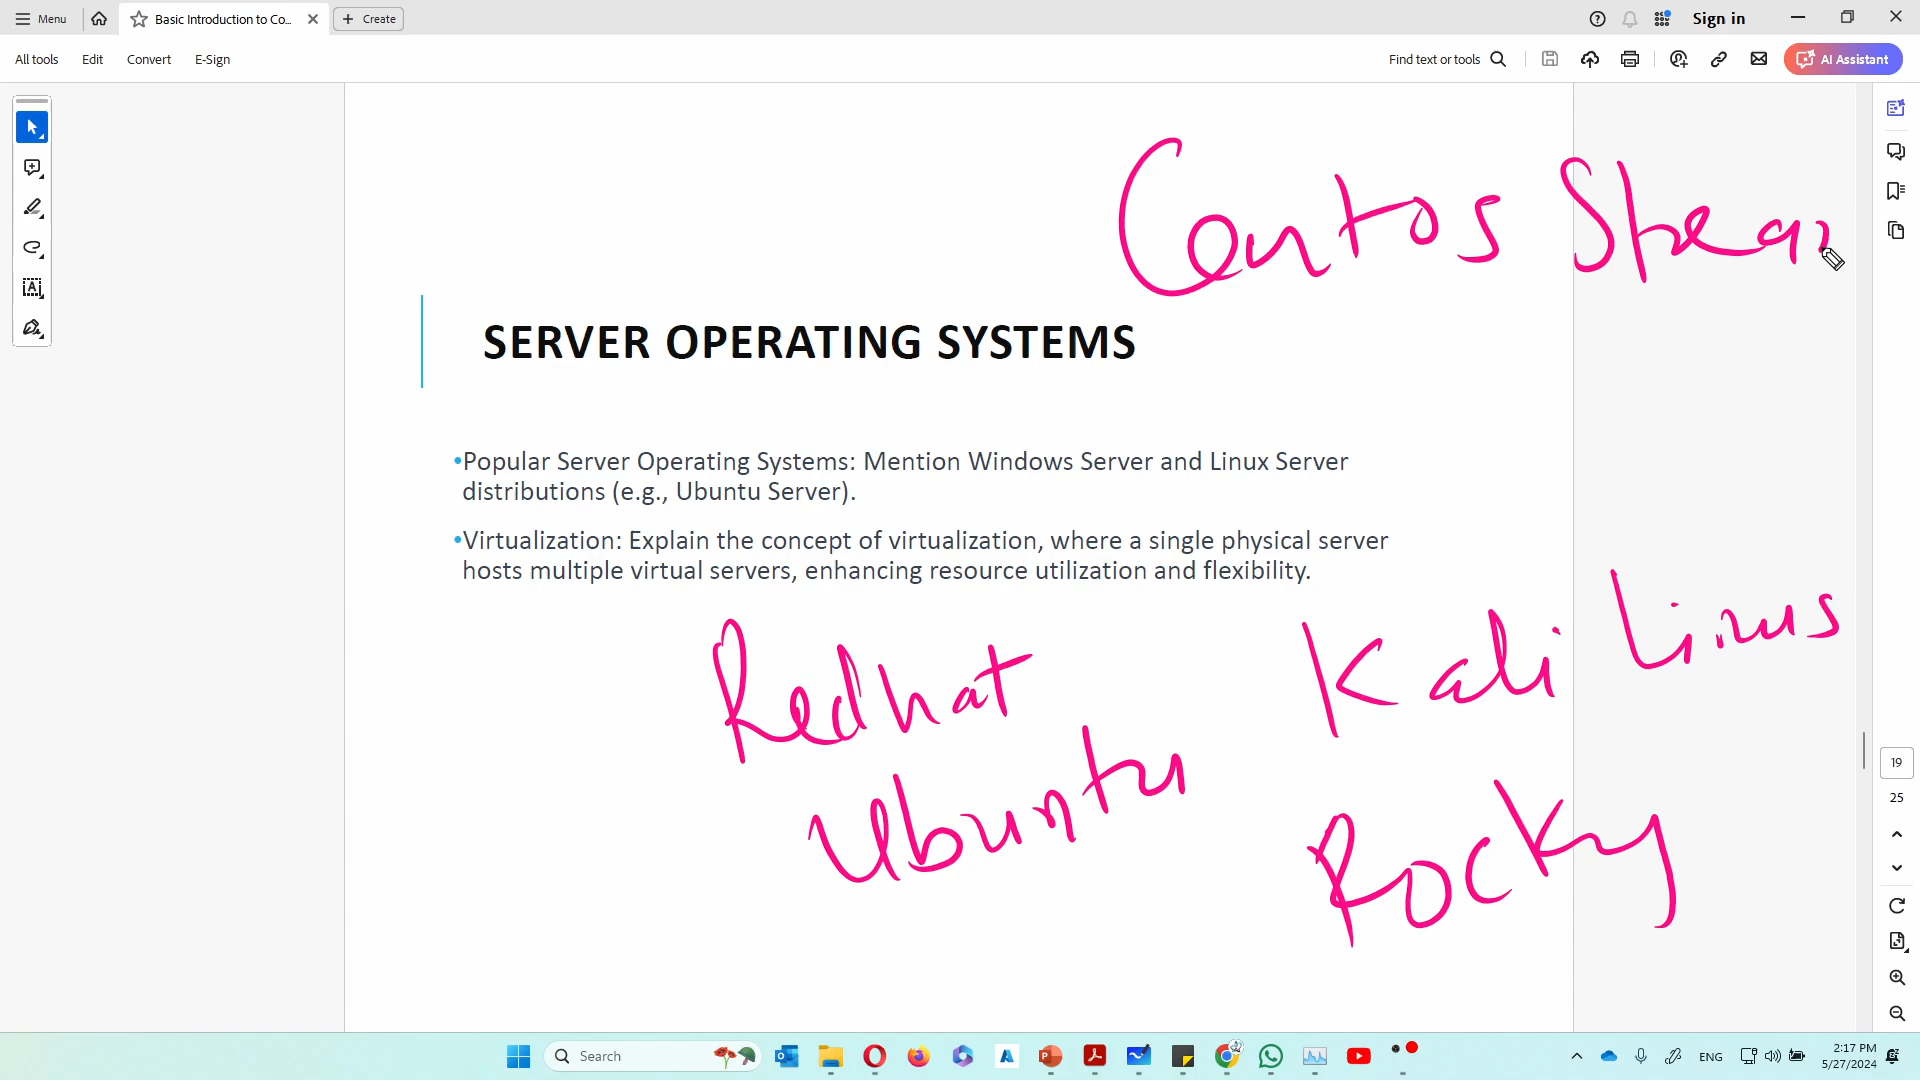 Menu
Basic Introduction to Co...
Create
Sign in
All tools
Edit
Convert
E-Sign
Find text or tools
AI Assistant
Centos Strea
SERVER OPERATING SYSTEMS
•Popular Server Operating Systems: Mention Windows Server and Linux Server
distributions (e.g., Ubuntu Server).
•Virtualization: Explain the concept of virtualization, where a single physical server
hosts multiple virtual servers, enhancing resource utilization and flexibility.
Redhat
Kali Linus
Ubuntu
Rocky
19
25
Search
ENG
2:17 PM
5/27/2024